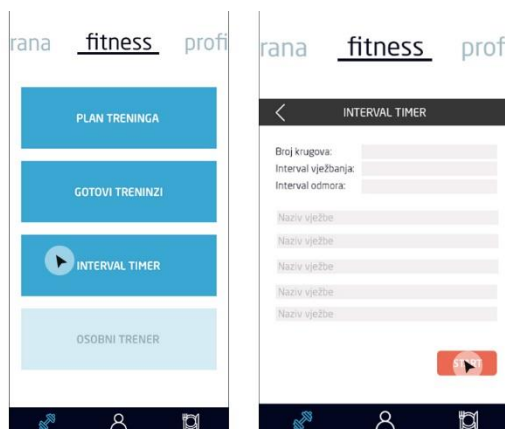 rana fitness profi
PLAN TRENINGA
GOTOVI TRENINZI
INTERVAL TIMER
OSOBNI TRENER
rana fitness prof
INTERVAL TIMER
Broj krugova:
Interval vježbanja:
Interval odmora:
Naziv vježbe
Naziv vježbe
Naziv vježbe
Naziv vježbe
Naziv vježbe
START